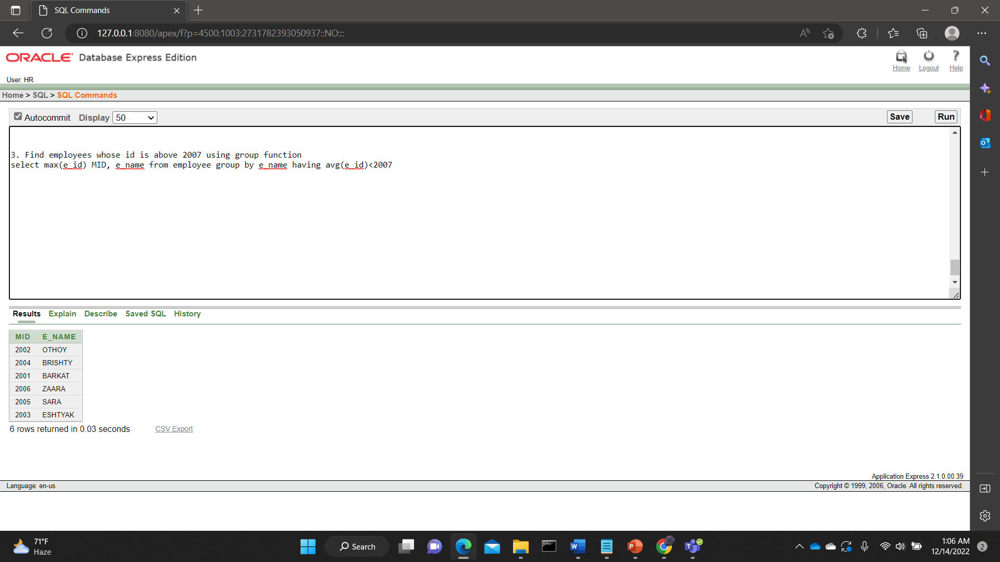 SQL Commands
127.0.0.1:8080/apex/f?p=4500:1003:2731782393050937::NO:::
ORACLE Database Express Edition
Home Logout Help
User: HR
Home > SQL > SQL Commands
Autocommit Display 50 Save Run
3. Find employees whose id is above 2007 using group function
select max(e_id) MID, e_name from employee group by e_name having avg(e_id)<2007
Results Explain Describe Saved SQL History
MID E_NAME
2002 OTHOY
2004 BRISHTY
2001 BARKAT
2006 ZAARA
2005 SARA
2003 ESHTYAK
6 rows returned in 0.03 seconds CSV Export
Application Express 2.1.0.00.39
Language: en-us Copyright © 1999, 2006, Oracle. All rights reserved.
71°F
Haze
Search
1:06 AM
12/14/2022
2